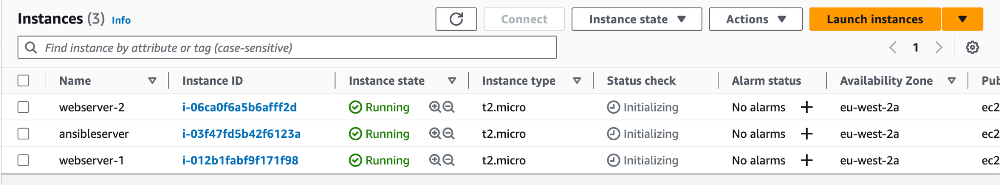 Instances (3) Info Connect Instance state Actions Launch instances
Find instance by attribute or tag (case-sensitive) 1
Name Instance ID Instance state Instance type Status check Alarm status Availability Zone Pub
webserver-2 i-06ca0f6a5b6afff2d Running t2.micro Initializing No alarms + eu-west-2a ec2
ansibleserver i-03f47fd5b42f6123a Running t2.micro Initializing No alarms + eu-west-2a ec2
webserver-1 i-012b1fabf9f171f98 Running t2.micro Initializing No alarms + eu-west-2a ec2